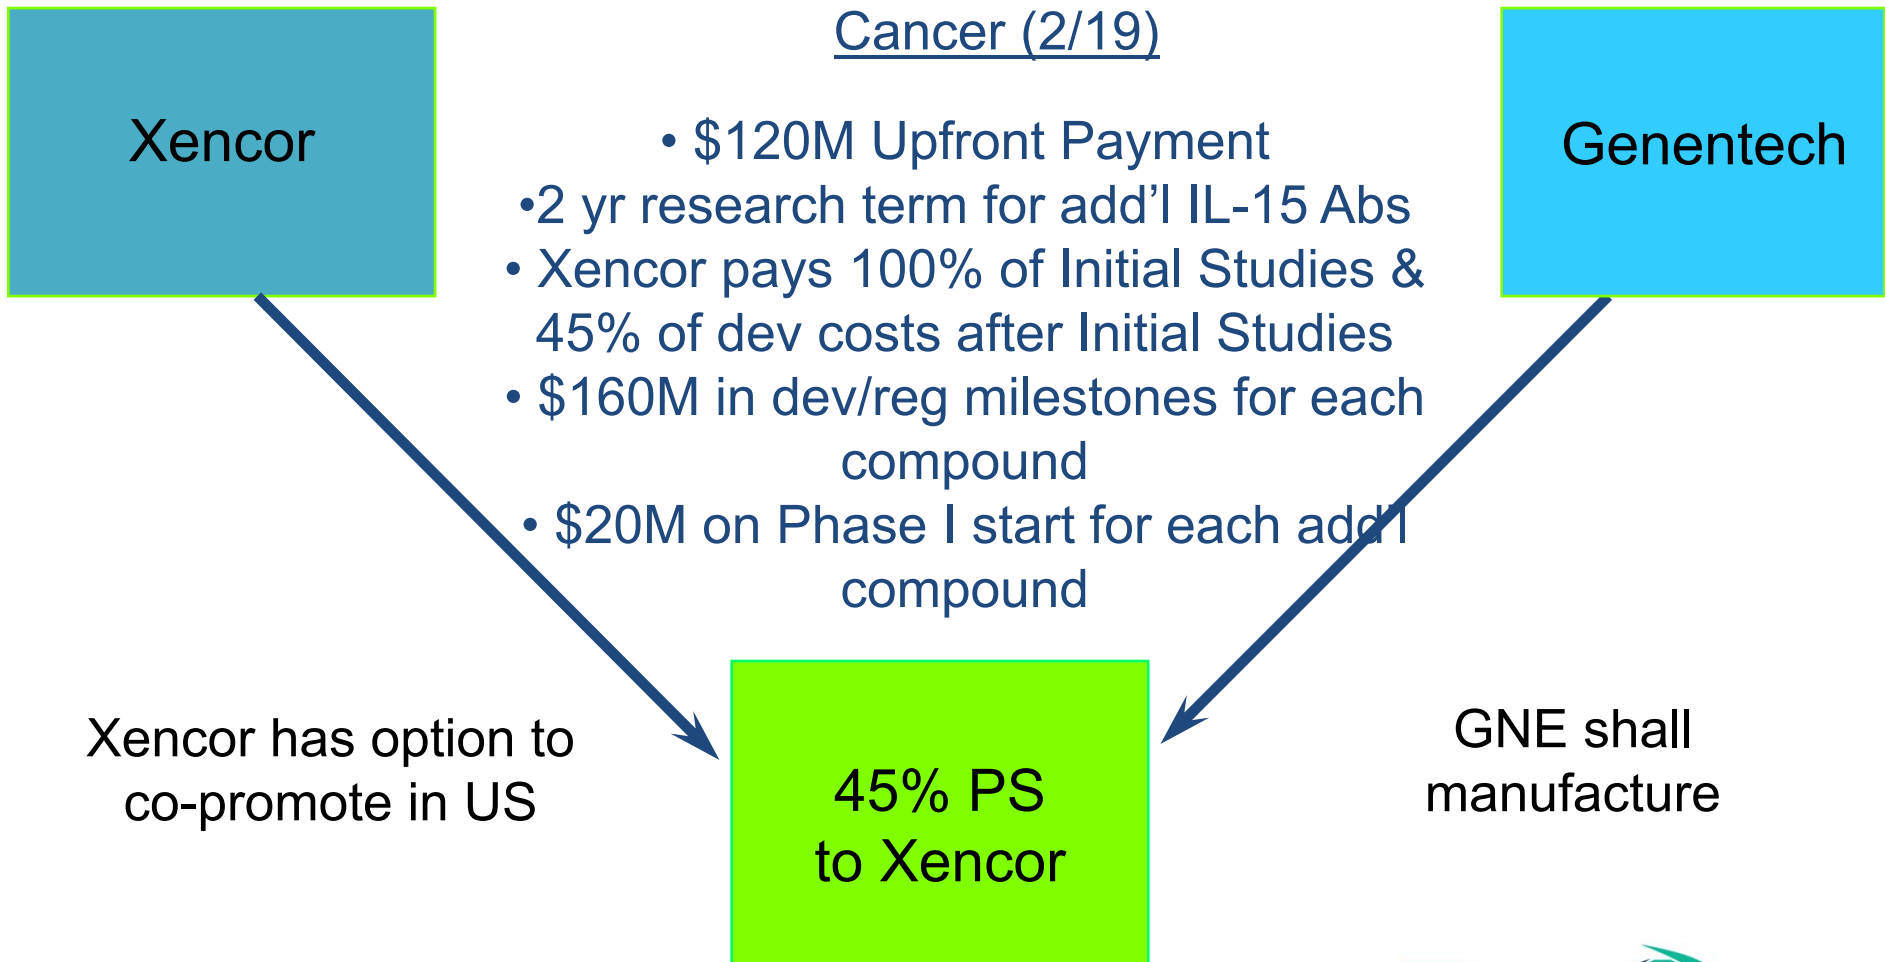 Cancer (2/19)
Xencor
Genentech
• $120M Upfront Payment
•2 yr research term for add’l IL-15 Abs
• Xencor pays 100% of Initial Studies &
45% of dev costs after Initial Studies
• $160M in dev/reg milestones for each
compound
• $20M on Phase I start for each add’l
compound
Xencor has option to
co-promote in US
45% PS
to Xencor
GNE shall
manufacture